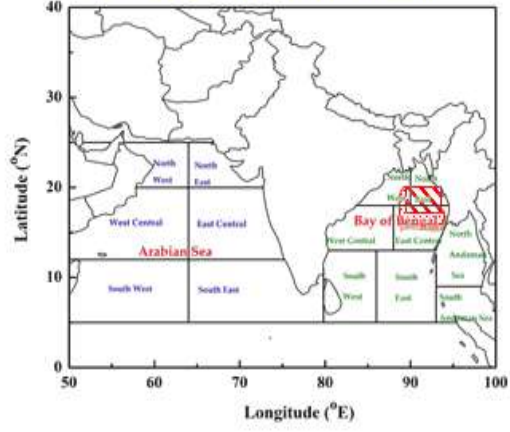 40
30
20
10
0
50
60
70
80
90
100
Latitude (°N)
Longitude (°E)
North
West
North
East
West Central
East Central
Arabian Sea
South West
South East
North
North
Bay of Bengal
West Central
East Central
North
Andaman
Sea
South
West
South
East
South
Andaman Sea